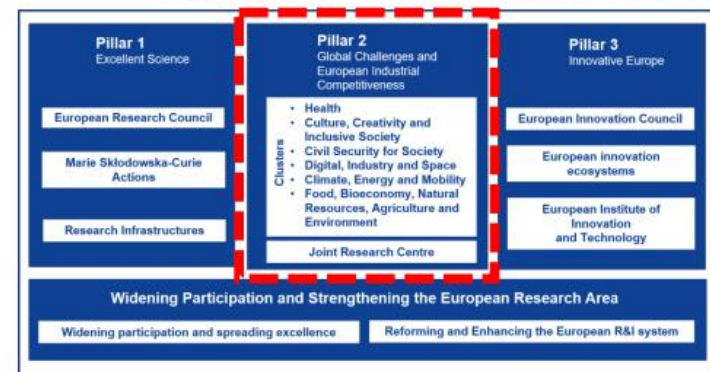 Pillar 1
Excellent Science
European Research Council
Marie Skłodowska-Curie
Actions
Research Infrastructures
Pillar 2
Global Challenges and
European Industrial
Competitiveness
Clusters
• Health
• Culture, Creativity and
Inclusive Society
• Civil Security for Society
• Digital, Industry and Space
• Climate, Energy and Mobility
• Food, Bioeconomy, Natural
Resources, Agriculture and
Environment
Joint Research Centre
Pillar 3
Innovative Europe
European Innovation Council
European innovation
ecosystems
European Institute of
Innovation
and Technology
Widening Participation and Strengthening the European Research Area
Widening participation and spreading excellence
Reforming and Enhancing the European R&I system